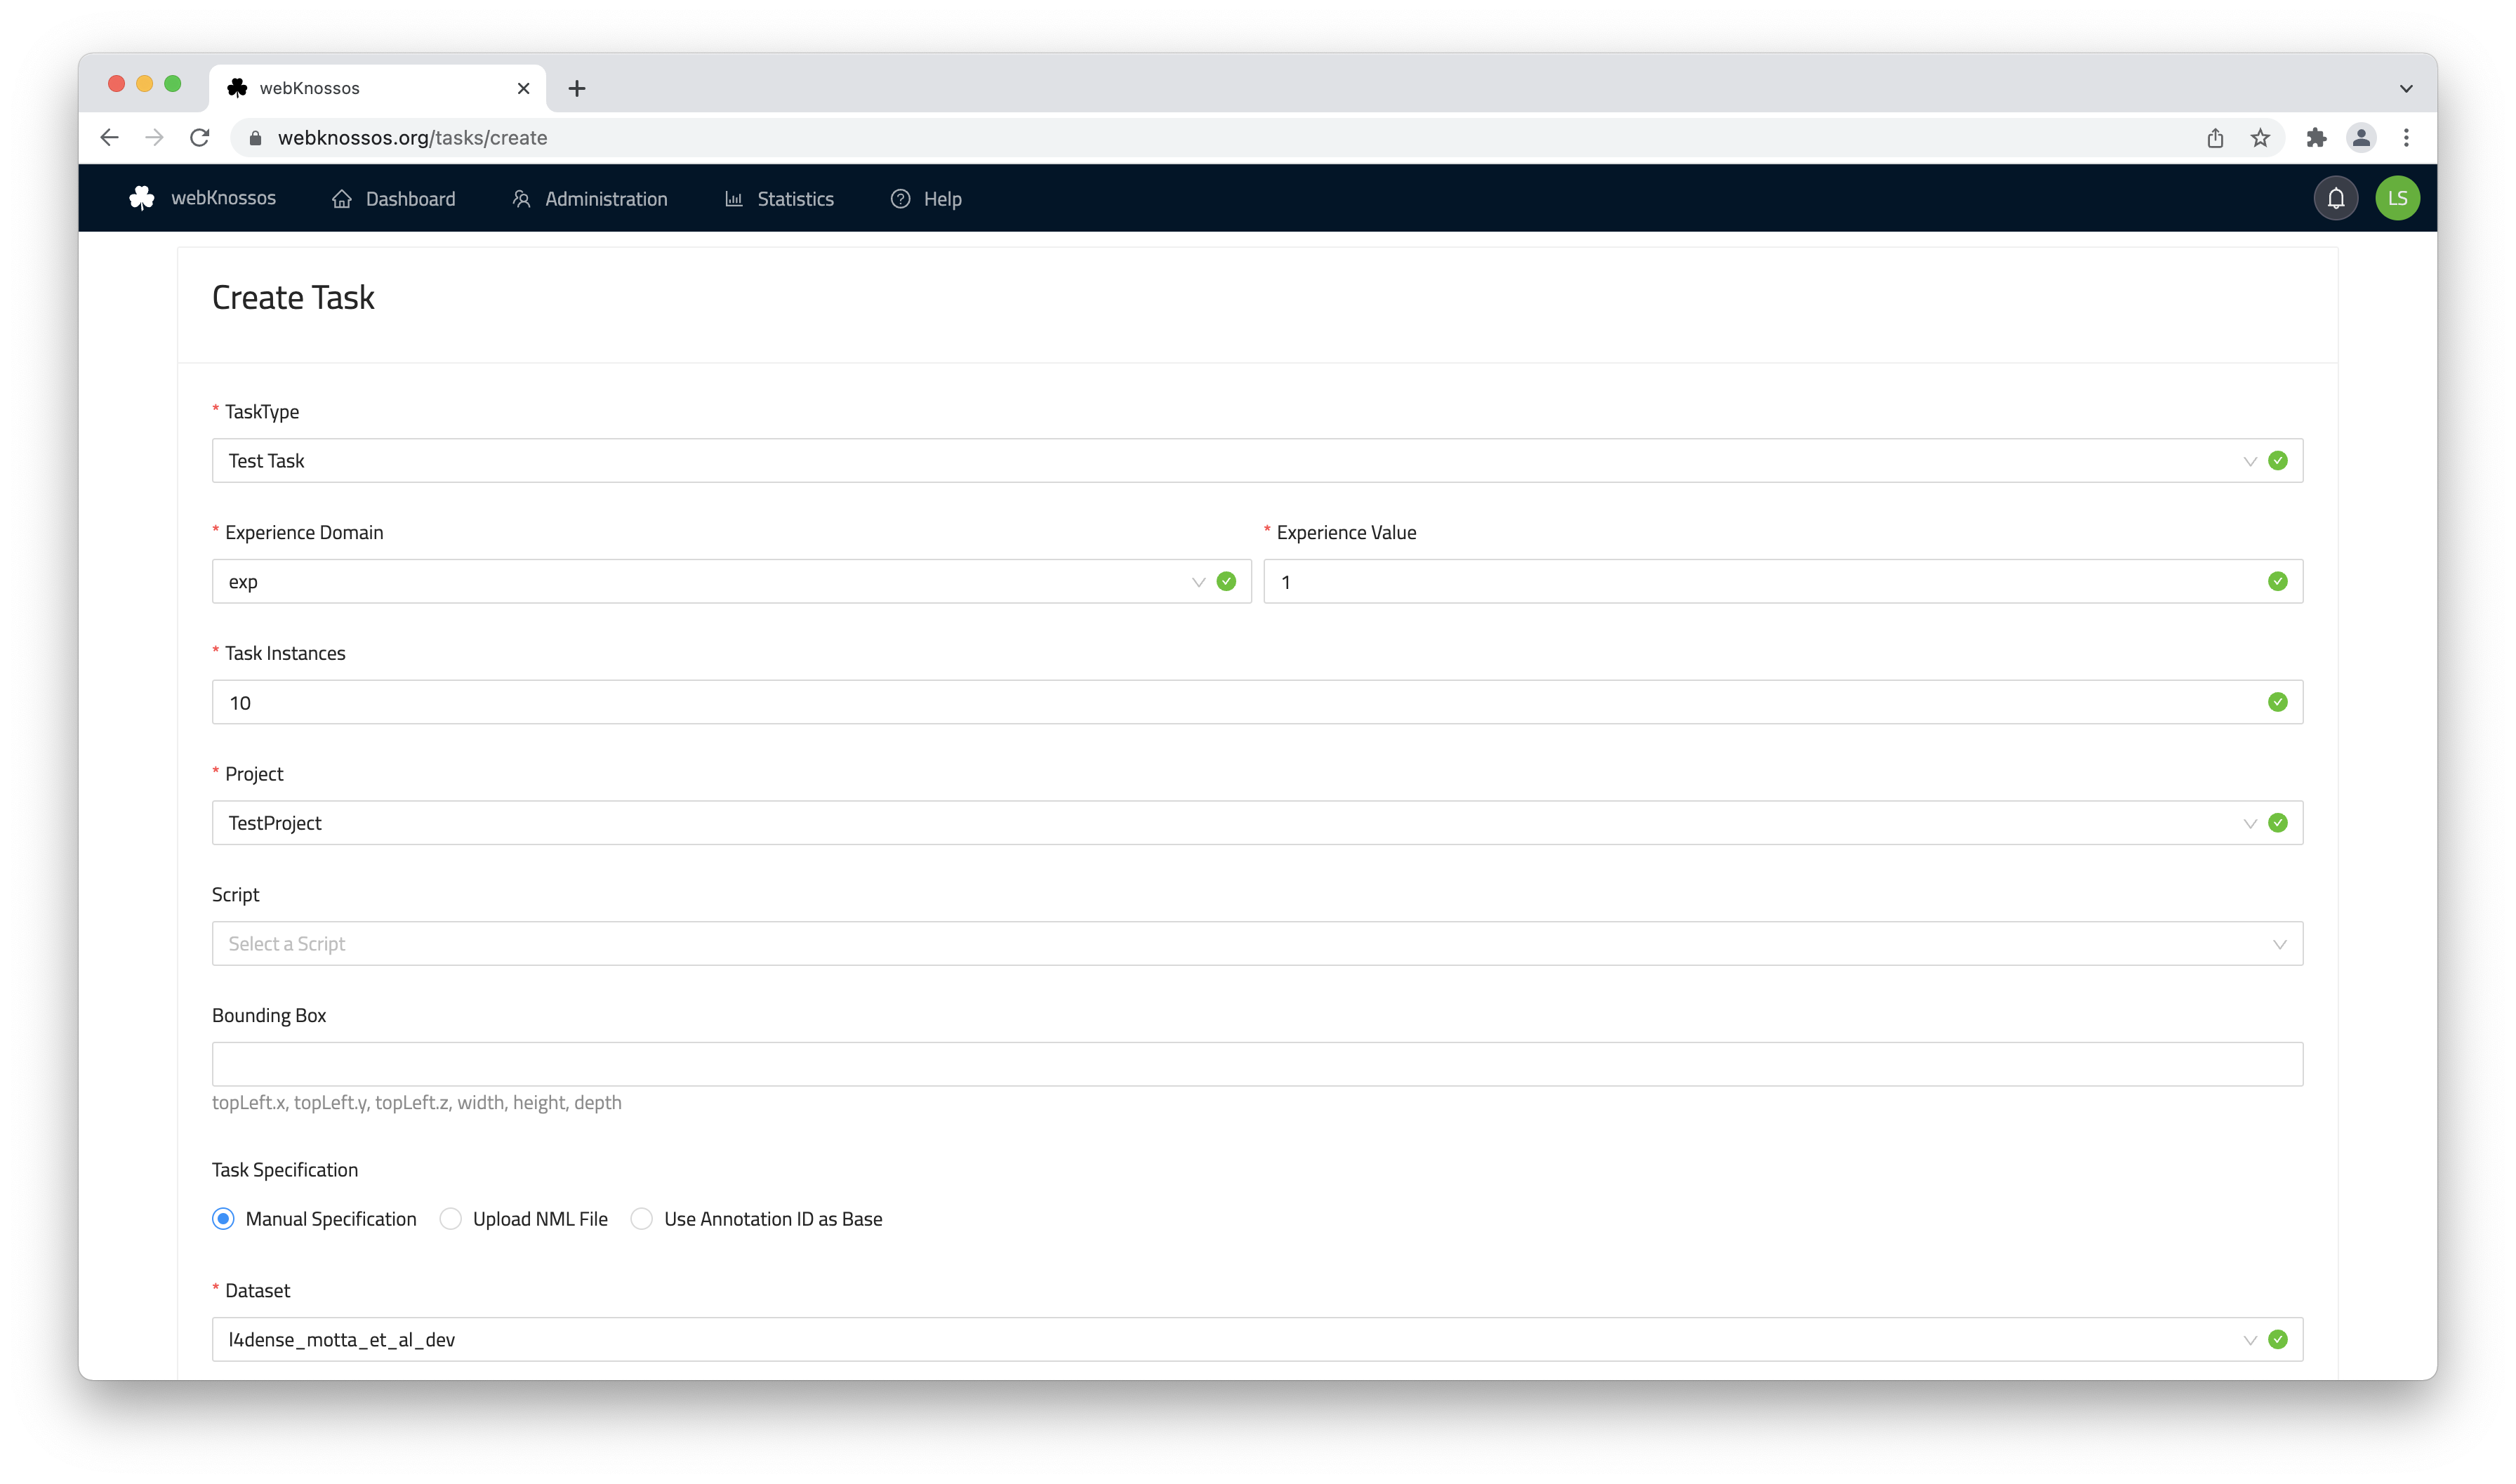 webKnossos
webknossos.org/tasks/create
webKnossos Dashboard Administration Statistics Help LS
Create Task
* TaskType
Test Task
* Experience Domain * Experience Value
exp 1
* Task Instances
10
* Project
TestProject
Script
Select a Script
Bounding Box
topLeft.x, topLeft.y, topLeft.z, width, height, depth
Task Specification
Manual Specification Upload NML File Use Annotation ID as Base
* Dataset
l4dense_motta_et_al_dev